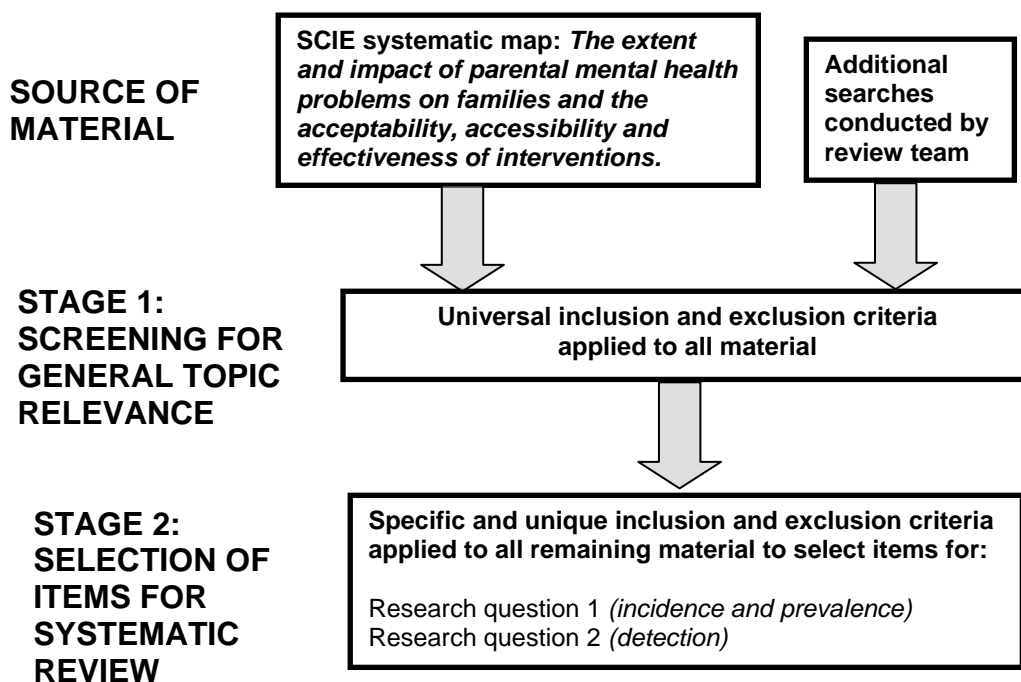 SOURCE OF
MATERIAL
SCIE systematic map: The extent
and impact of parental mental health
problems on families and the
acceptability, accessibility and
effectiveness of interventions.
Additional
searches
conducted by
review team
STAGE 1:
SCREENING FOR
GENERAL TOPIC
RELEVANCE
Universal inclusion and exclusion criteria
applied to all material
STAGE 2:
SELECTION OF
ITEMS FOR
SYSTEMATIC
REVIEW
Specific and unique inclusion and exclusion criteria
applied to all remaining material to select items for:
Research question 1 (incidence and prevalence)
Research question 2 (detection)